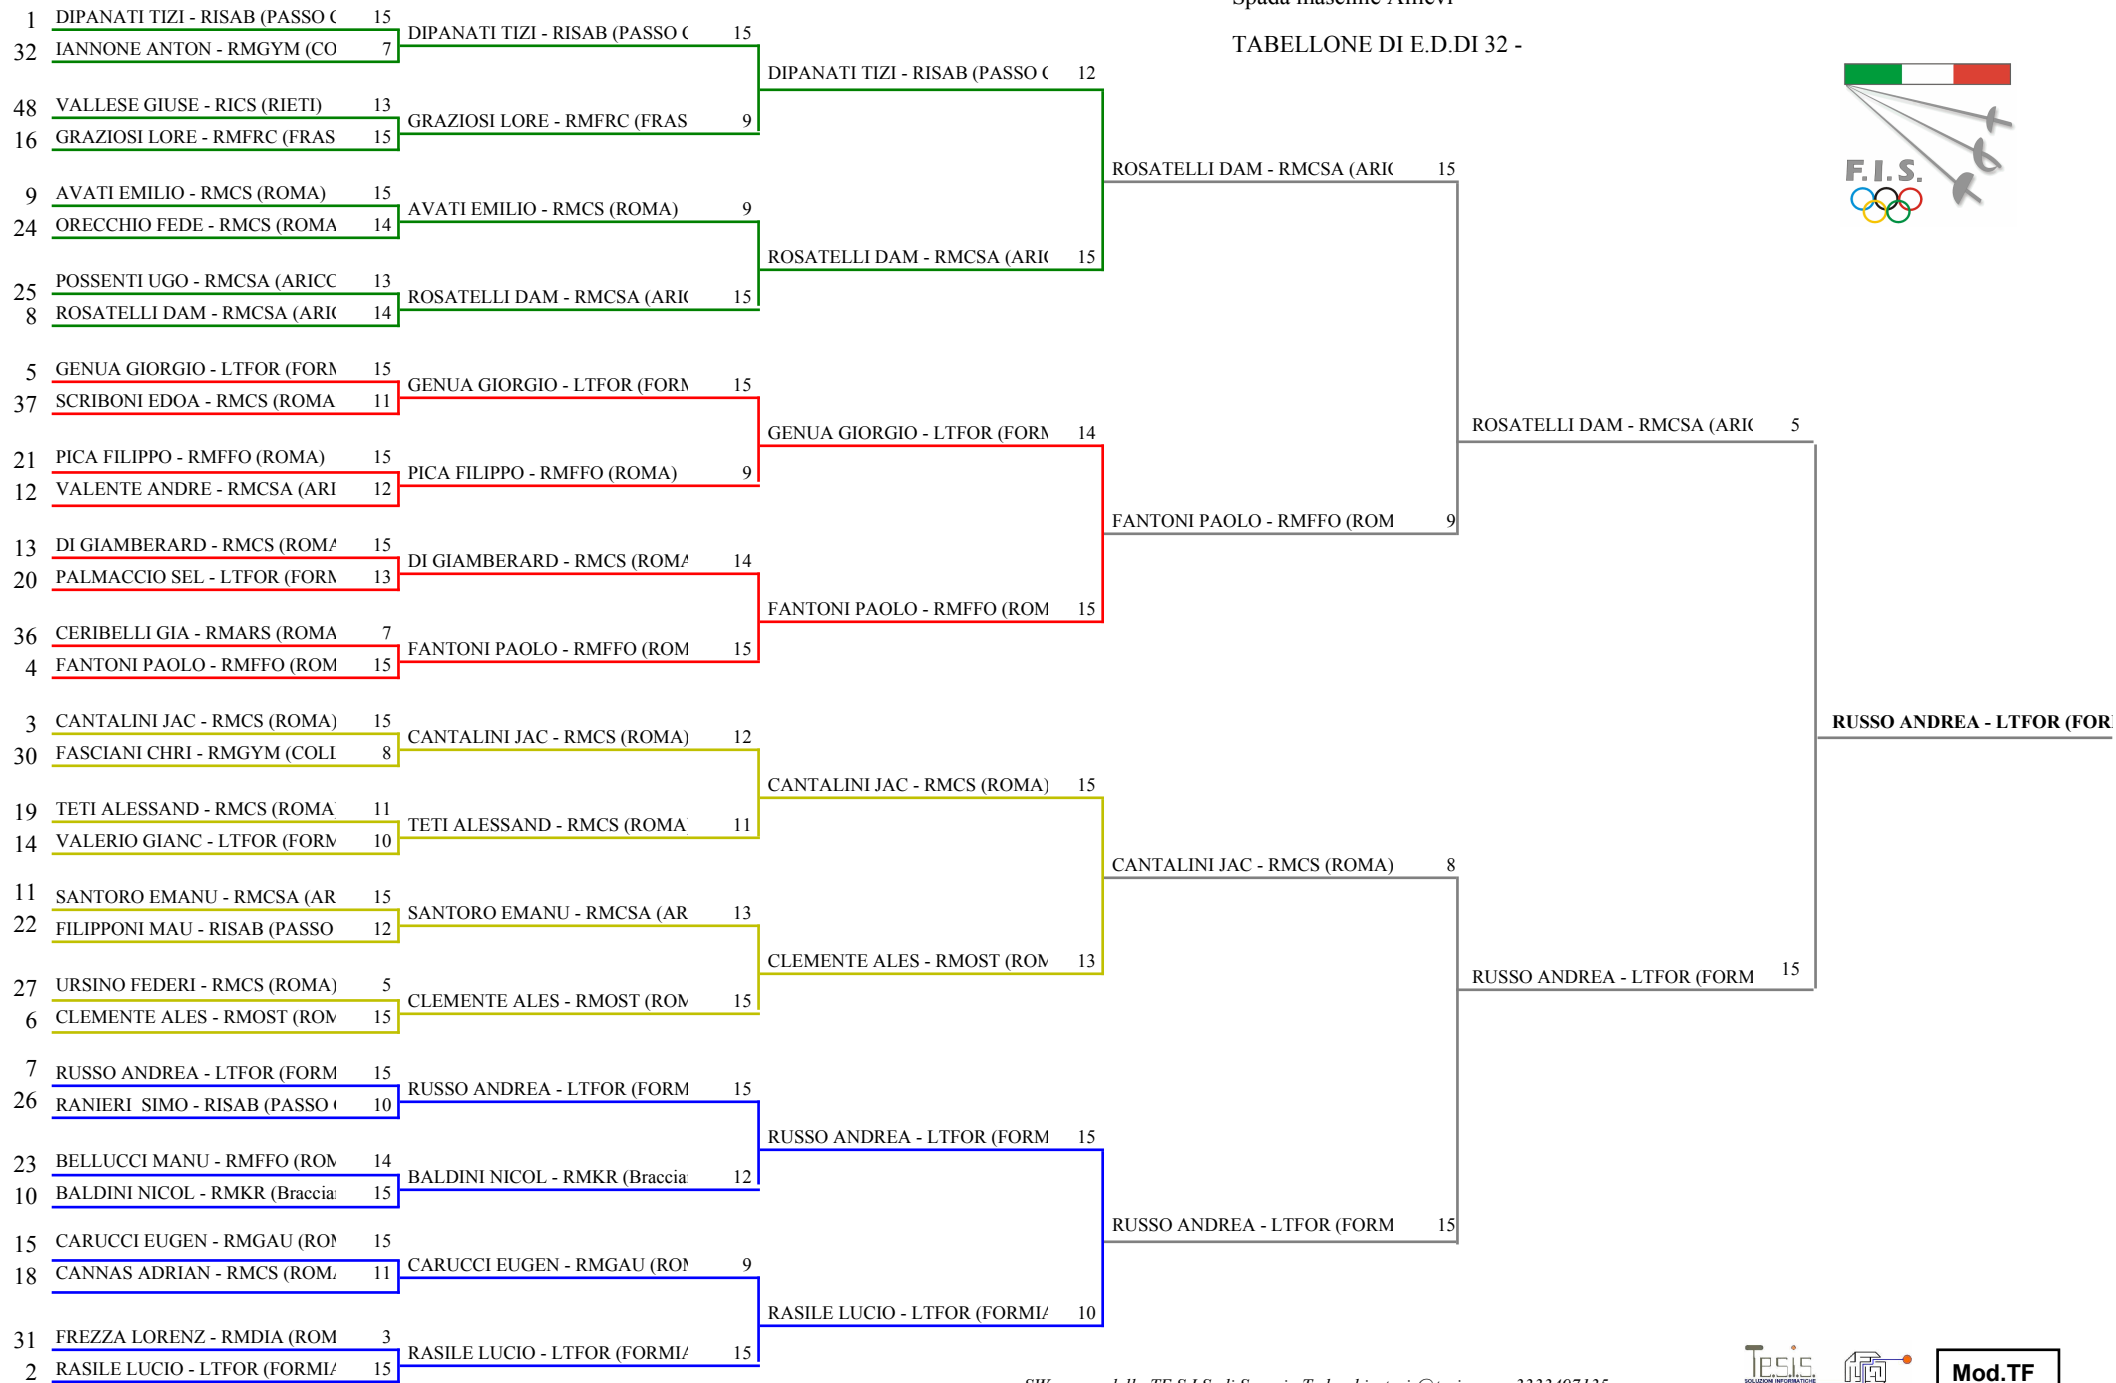 Spada maschile Allievi
TABELLONE DI E.D.DI 32 -
F.I.S.
1 DIPANATI TIZI - RISAB (PASSO C 15
32 IANNONE ANTON - RMGYM (CO 7
48 VALLESE GIUSE - RICS (RIETI) 13
16 GRAZIOSI LORE - RMFRC (FRAS 15
9 AVATI EMILIO - RMCS (ROMA) 15
24 ORECCHIO FEDE - RMCS (ROMA 14
25 POSSENTI UGO - RMCSA (ARICC 13
8 ROSATELLI DAM - RMCSA (ARIC 14
5 GENUA GIORGIO - LTFOR (FORM 15
37 SCRIBONI EDOA - RMCS (ROMA 11
21 PICA FILIPPO - RMFFO (ROMA) 15
12 VALENTE ANDRE - RMCSA (ARI 12
13 DI GIAMBERARD - RMCS (ROMA 15
20 PALMACCIO SEL - LTFOR (FORM 13
36 CERIBELLI GIA - RMARS (ROMA 7
4 FANTONI PAOLO - RMFFO (ROM 15
3 CANTALINI JAC - RMCS (ROMA) 15
30 FASCIANI CHRI - RMGYM (COLL 8
19 TETI ALESSAND - RMCS (ROMA) 11
14 VALERIO GIANC - LTFOR (FORM 10
11 SANTORO EMANU - RMCSA (AR 15
22 FILIPPONI MAU - RISAB (PASSO 12
27 URSINO FEDERI - RMCS (ROMA) 5
6 CLEMENTE ALES - RMOST (ROM 15
7 RUSSO ANDREA - LTFOR (FORM 15
26 RANIERI SIMO - RISAB (PASSO C 10
23 BELLUCCI MANU - RMFFO (ROM 14
10 BALDINI NICOL - RMKR (Braccia 15
15 CARUCCI EUGEN - RMGAU (ROM 15
18 CANNAS ADRIAN - RMCS (ROMA 11
31 FREZZA LORENZ - RMDIA (ROM 3
2 RASILE LUCIO - LTFOR (FORMIA 15
DIPANATI TIZI - RISAB (PASSO C 15
GRAZIOSI LORE - RMFRC (FRAS 9
AVATI EMILIO - RMCS (ROMA) 9
ROSATELLI DAM - RMCSA (ARIC 15
GENUA GIORGIO - LTFOR (FORM 15
PICA FILIPPO - RMFFO (ROMA) 9
DI GIAMBERARD - RMCS (ROMA 14
FANTONI PAOLO - RMFFO (ROM 15
CANTALINI JAC - RMCS (ROMA) 12
TETI ALESSAND - RMCS (ROMA) 11
SANTORO EMANU - RMCSA (AR 13
CLEMENTE ALES - RMOST (ROM 15
RUSSO ANDREA - LTFOR (FORM 15
BALDINI NICOL - RMKR (Braccia 12
CARUCCI EUGEN - RMGAU (ROM 9
RASILE LUCIO - LTFOR (FORMIA 15
DIPANATI TIZI - RISAB (PASSO C 12
ROSATELLI DAM - RMCSA (ARIC 15
GENUA GIORGIO - LTFOR (FORM 14
FANTONI PAOLO - RMFFO (ROM 15
CANTALINI JAC - RMCS (ROMA) 15
CLEMENTE ALES - RMOST (ROM 13
RUSSO ANDREA - LTFOR (FORM 15
RASILE LUCIO - LTFOR (FORMIA 10
ROSATELLI DAM - RMCSA (ARIC 15
FANTONI PAOLO - RMFFO (ROM 9
CANTALINI JAC - RMCS (ROMA) 8
RUSSO ANDREA - LTFOR (FORM 15
ROSATELLI DAM - RMCSA (ARIC 5
RUSSO ANDREA - LTFOR (FORM 15
RUSSO ANDREA - LTFOR (FOR
Te.s.i.s.
SOLUZIONI INFORMATICHE
Mod.TF